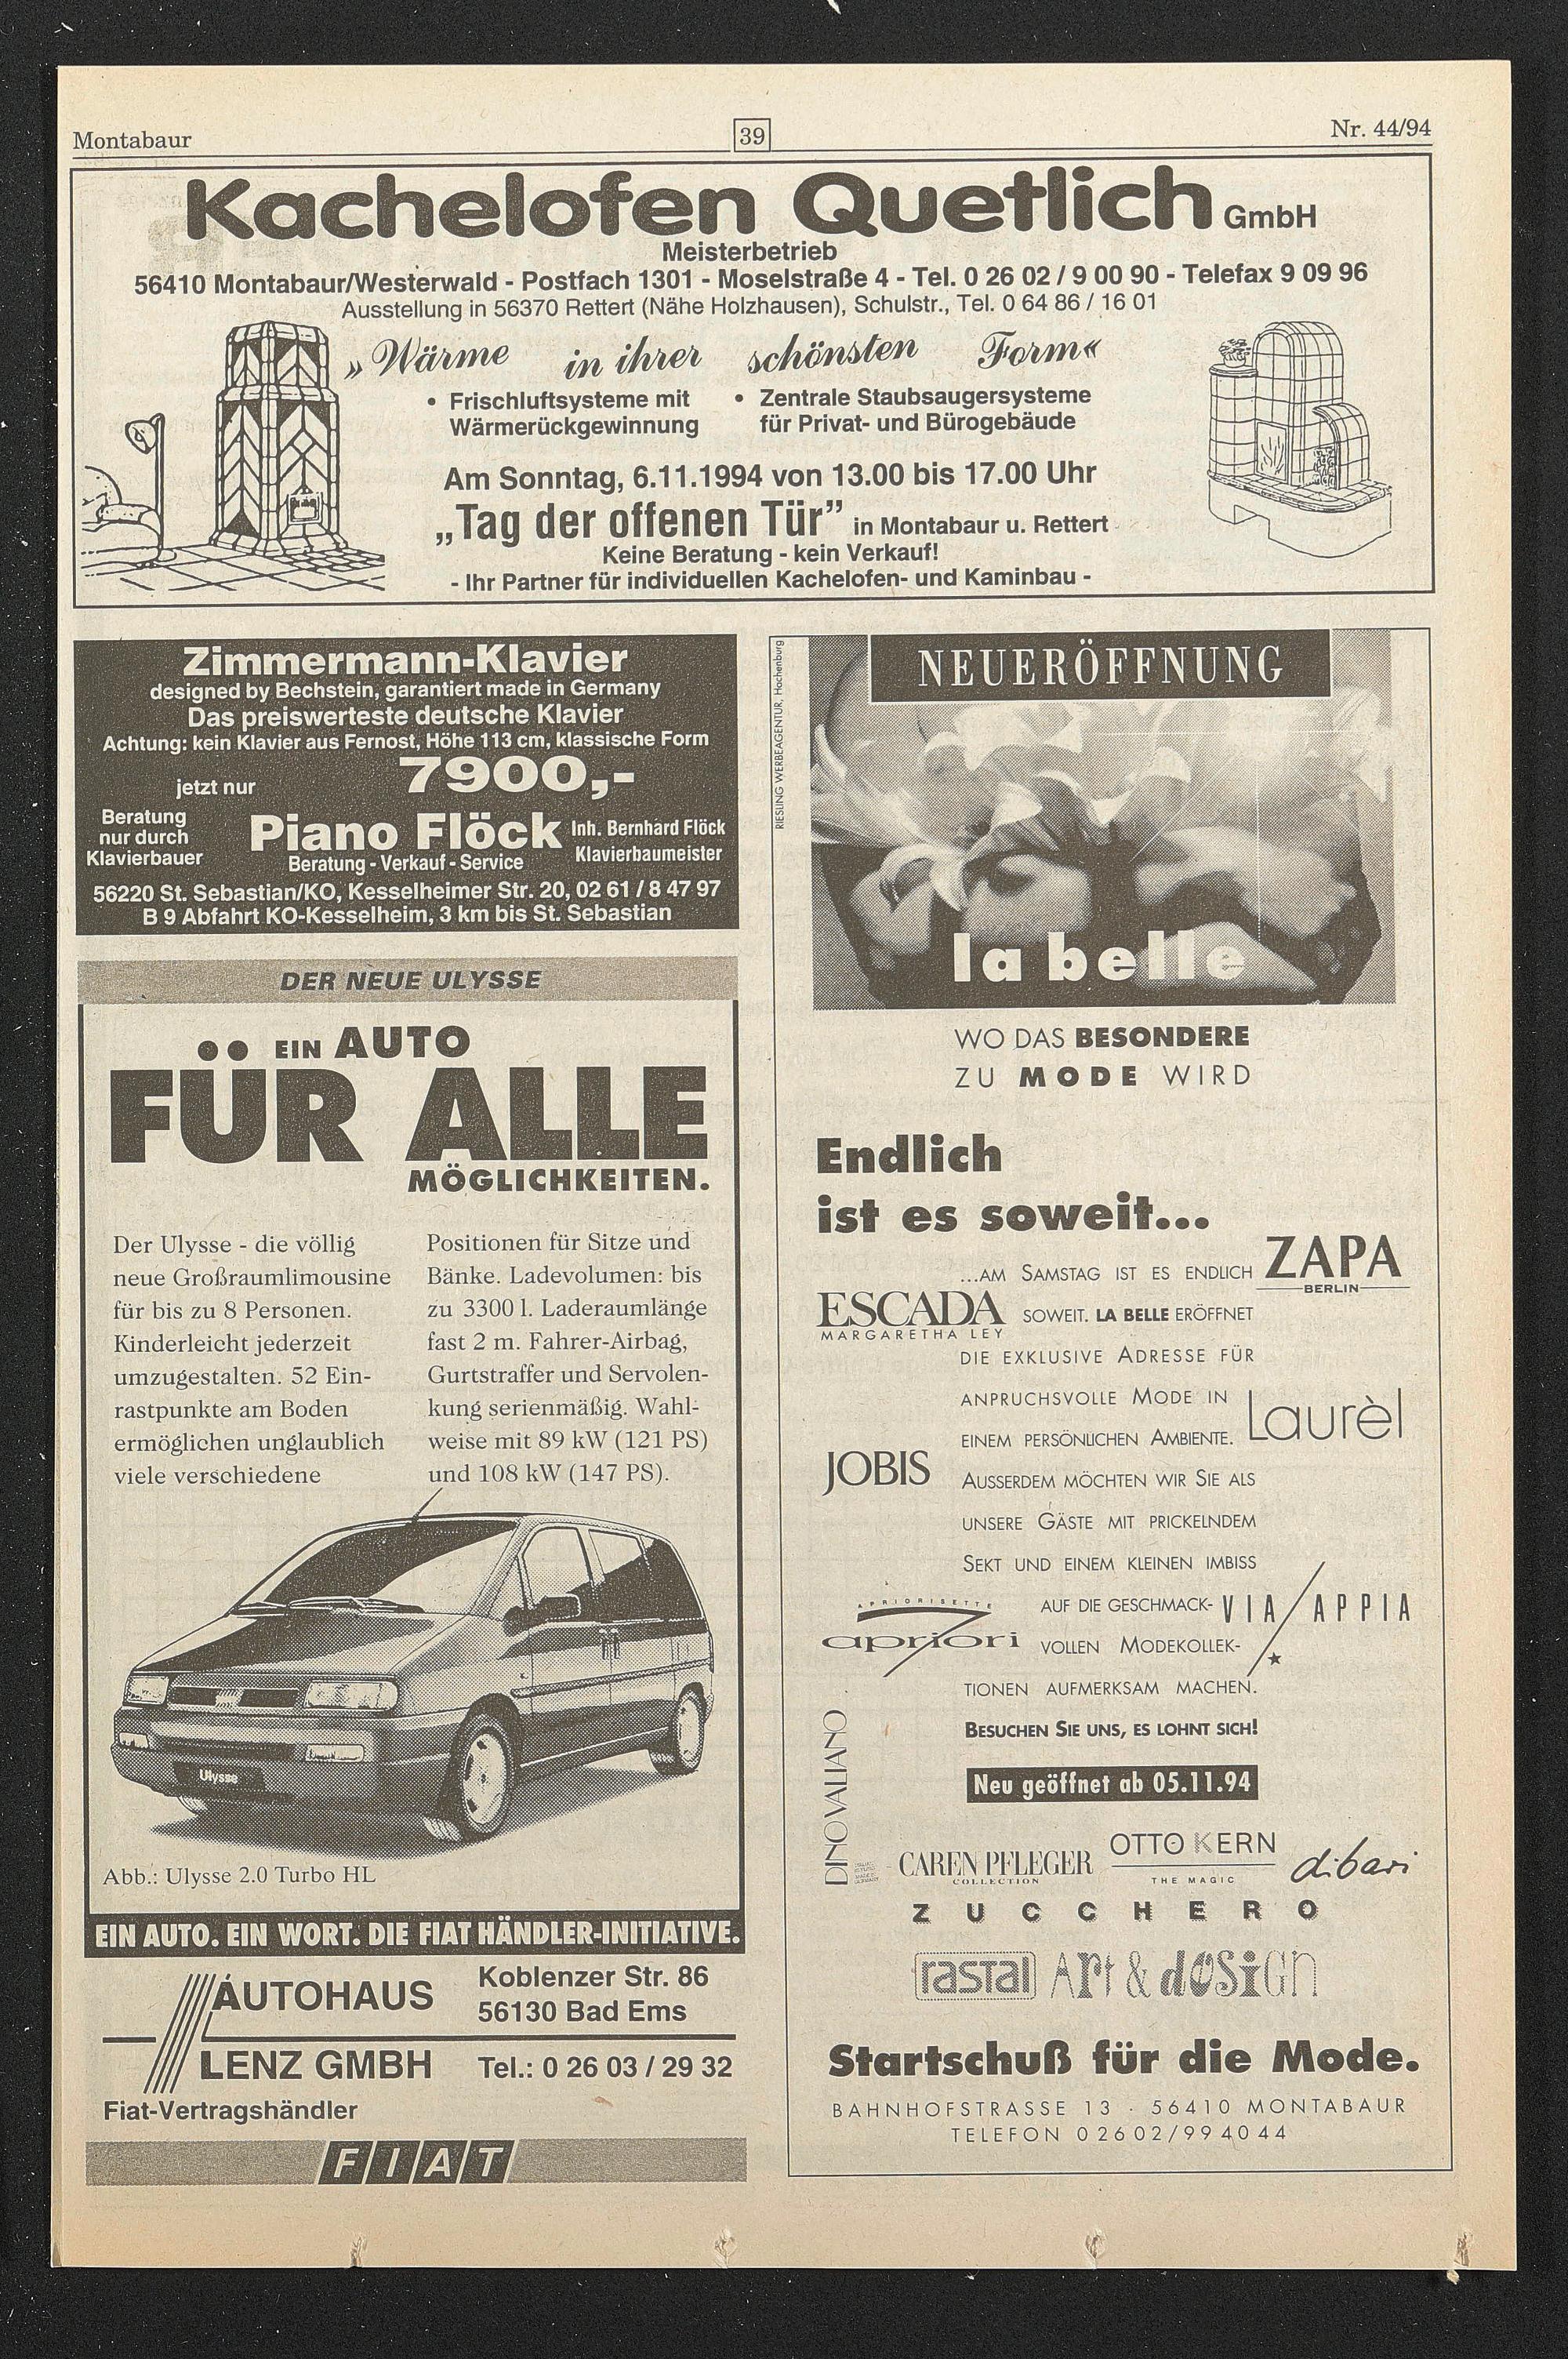 Montabaur
39
Nr. 44/94
Kachelofen Quetlich GmbH
Meisterbetrieb
56410 Montabaur/Westerwald - Postfach 1301 - Moselstraße 4 - Tel. 0 26 02 / 9 00 90 - Telefax 9 09 96
Ausstellung in 56370 Rettert (Nähe Holzhausen), Schulstr., Tel. 0 64 86 / 16 01
» Wärme in ihrer schönsten Form«
• Frischluftsysteme mit
Wärmerückgewinnung
• Zentrale Staubsaugersysteme
für Privat- und Bürogebäude
Am Sonntag, 6.11.1994 von 13.00 bis 17.00 Uhr
„Tag der offenen Tür” in Montabaur u. Rettert
Keine Beratung - kein Verkauf!
- Ihr Partner für individuellen Kachelofen- und Kaminbau -
Zimmermann-Klavier
designed by Bechstein, garantiert made in Germany
Das preiswerteste deutsche Klavier
Achtung: kein Klavier aus Fernost, Höhe 113 cm, klassische Form
jetzt nur 7900,-
Beratung
nur durch
Klavierbauer
Piano Flöck
Beratung - Verkauf - Service
Inh. Bernhard Flöck
Klavierbaumeister
56220 St. Sebastian/KO, Kesselheimer Str. 20, 02 61 / 8 47 97
B 9 Abfahrt KO-Kesselheim, 3 km bis St. Sebastian
DER NEUE ULYSSE
EIN AUTO
FÜR ALLE
MÖGLICHKEITEN.
Der Ulysse - die völlig
neue Großraumlimousine
für bis zu 8 Personen.
Kinderleicht jederzeit
umzugestalten. 52 Ein-
rastpunkte am Boden
ermöglichen unglaublich
viele verschiedene
Positionen für Sitze und
Bänke. Ladevolumen: bis
zu 3300 l. Laderaumlänge
fast 2 m. Fahrer-Airbag,
Gurtstraffer und Servolen-
kung serienmäßig. Wahl-
weise mit 89 kW (121 PS)
und 108 kW (147 PS).
Ulysse
Abb.: Ulysse 2.0 Turbo HL
EIN AUTO. EIN WORT. DIE FIAT HÄNDLER-INITIATIVE.
AUTOHAUS
LENZ GMBH
Koblenzer Str. 86
56130 Bad Ems
Tel.: 0 26 03 / 29 32
Fiat-Vertragshändler
FIAT
RIESLING WERBEAGENTUR, Hachenburg
NEUERÖFFNUNG
la belle
WO DAS BESONDERE
ZU MODE WIRD
Endlich
ist es soweit...
...AM SAMSTAG IST ES ENDLICH
SOWEIT. LA BELLE ERÖFFNET
DIE EXKLUSIVE ADRESSE FÜR
ANPRUCHSVOLLE MODE IN
EINEM PERSÖNLICHEN AMBIENTE.
AUSSERDEM MÖCHTEN WIR SIE ALS
UNSERE GÄSTE MIT PRICKELNDEM
SEKT UND EINEM KLEINEN IMBISS
AUF DIE GESCHMACK-
VOLLEN MODEKOLLEK-
TIONEN AUFMERKSAM MACHEN.
BESUCHEN SIE UNS, ES LOHNT SICH!
Neu geöffnet ab 05.11.94
ZAPA
BERLIN
ESCADA
MARGARETHA LEY
Laurèl
JOBIS
APRIORISETTE
apriori
VIA APPIA
DINO VALIANO
CAREN PFLEGER
COLLECTION
OTTO KERN
THE MAGIC
dibari
ZUCCHERO
rastal Art & deSiGn
Startschuß für die Mode.
BAHNHOFSTRASSE 13 · 56410 MONTABAUR
TELEFON 02602/994044